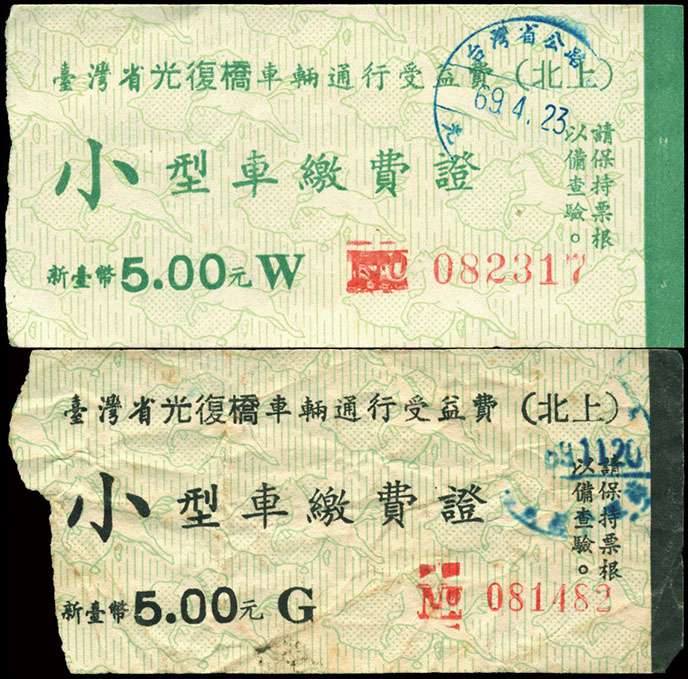 台灣省公路
69.4.23
臺灣省光復橋車輛通行受益費(北上)
小型車繳費證
請保持票根
以備查驗。
新臺幣5.00元 W
No 082317
臺灣省光復橋車輛通行受益費(北上)
69.11.20
小型車繳費證
請保持票根
以備查驗。
新臺幣5.00元 G
No 081482